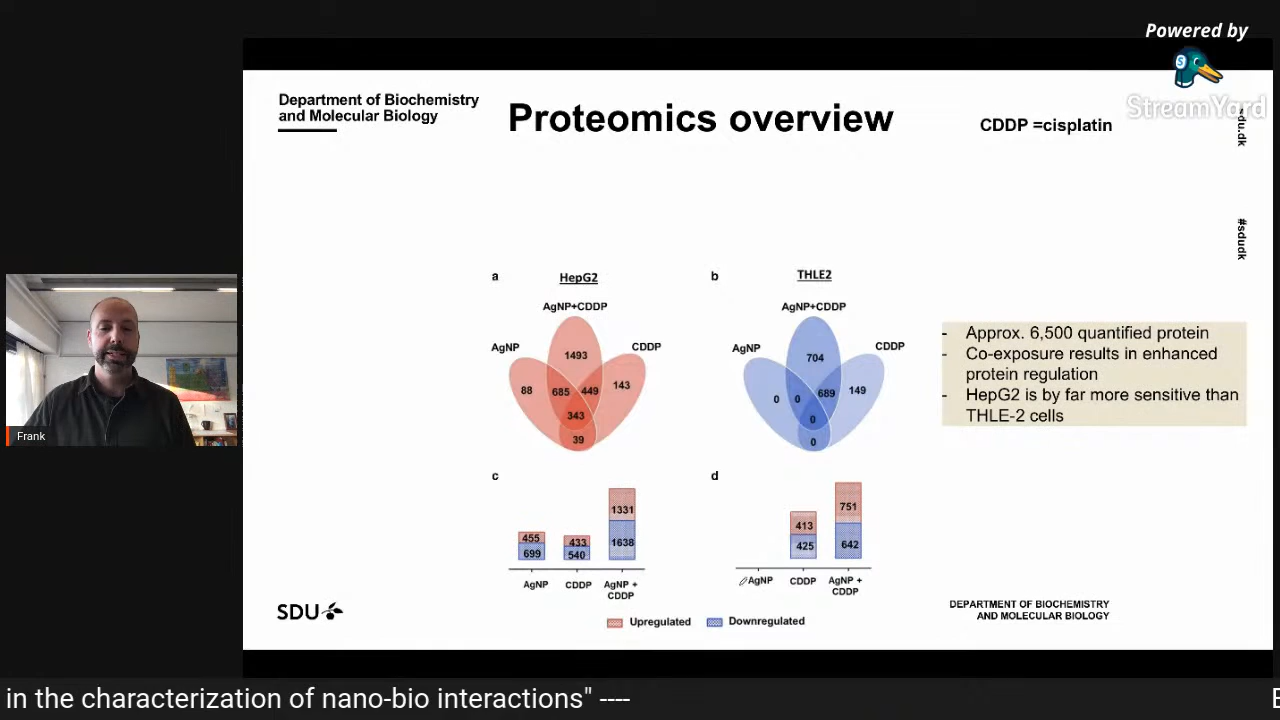 Powered by
StreamYard
Department of Biochemistry
and Molecular Biology
Proteomics overview
CDDP =cisplatin
sdu.dk
#sdudk
a
HepG2
AgNP+CDDP
AgNP
CDDP
1493
88
143
685
449
343
39
b
THLE2
AgNP+CDDP
AgNP
CDDP
704
0
0
689
149
0
0
- Approx. 6,500 quantified protein
- Co-exposure results in enhanced
protein regulation
- HepG2 is by far more sensitive than
THLE-2 cells
Frank
c
455
699
433
540
1331
1638
AgNP
CDDP
AgNP +
CDDP
d
413
425
751
642
AgNP
CDDP
AgNP +
CDDP
Upregulated
Downregulated
SDU
DEPARTMENT OF BIOCHEMISTRY
AND MOLECULAR BIOLOGY
in the characterization of nano-bio interactions" ----